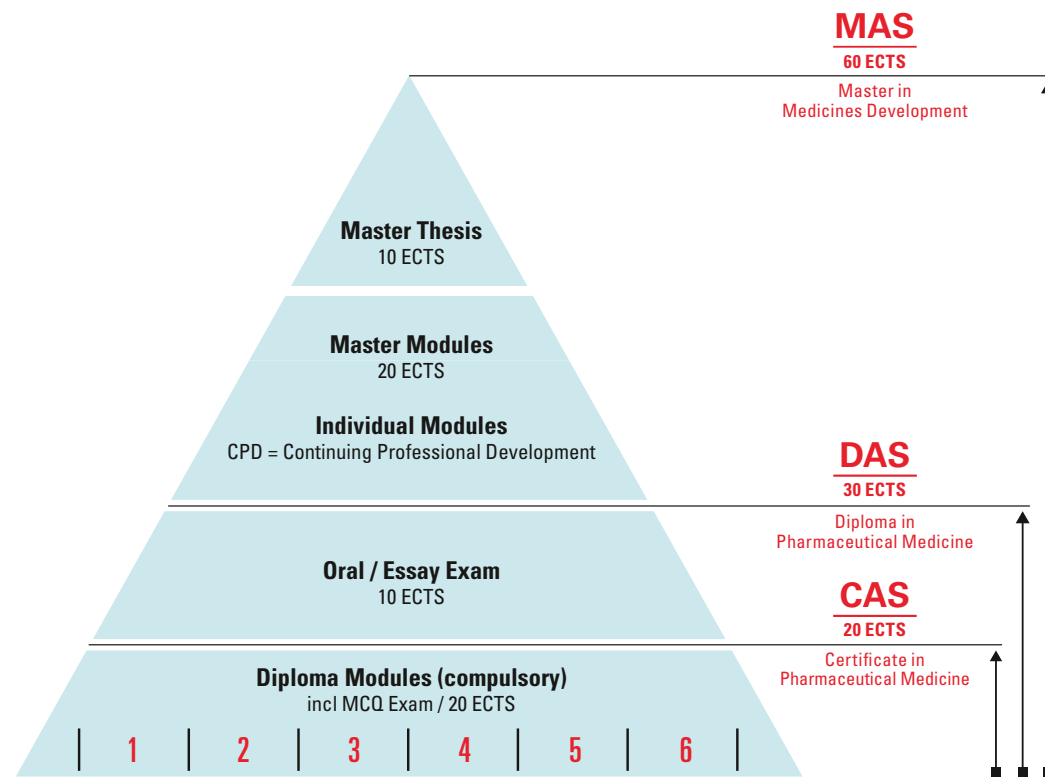 MAS
60 ECTS
Master in
Medicines Development
Master Thesis
10 ECTS
Master Modules
20 ECTS
Individual Modules
CPD = Continuing Professional Development
DAS
30 ECTS
Diploma in
Pharmaceutical Medicine
Oral / Essay Exam
10 ECTS
CAS
20 ECTS
Certificate in
Pharmaceutical Medicine
Diploma Modules (compulsory)
incl MCQ Exam / 20 ECTS
1 2 3 4 5 6